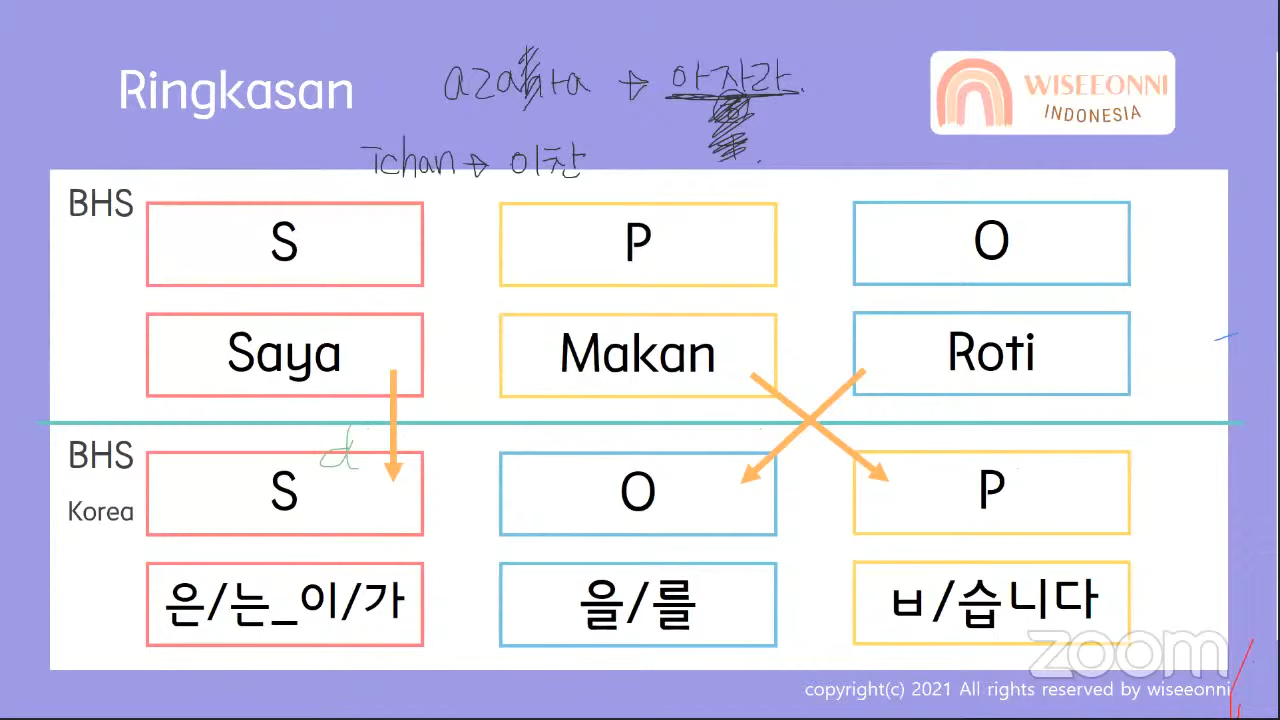 Ringkasan
아자라
WISEEONNI
INDONESIA
Ichan → 이찬
BHS
S P O
Saya Makan Roti
BHS
Korea
S O P
은/는_이/가 을/를 ㅂ/습니다
zoom
copyright(c) 2021 All rights reserved by wiseeonni